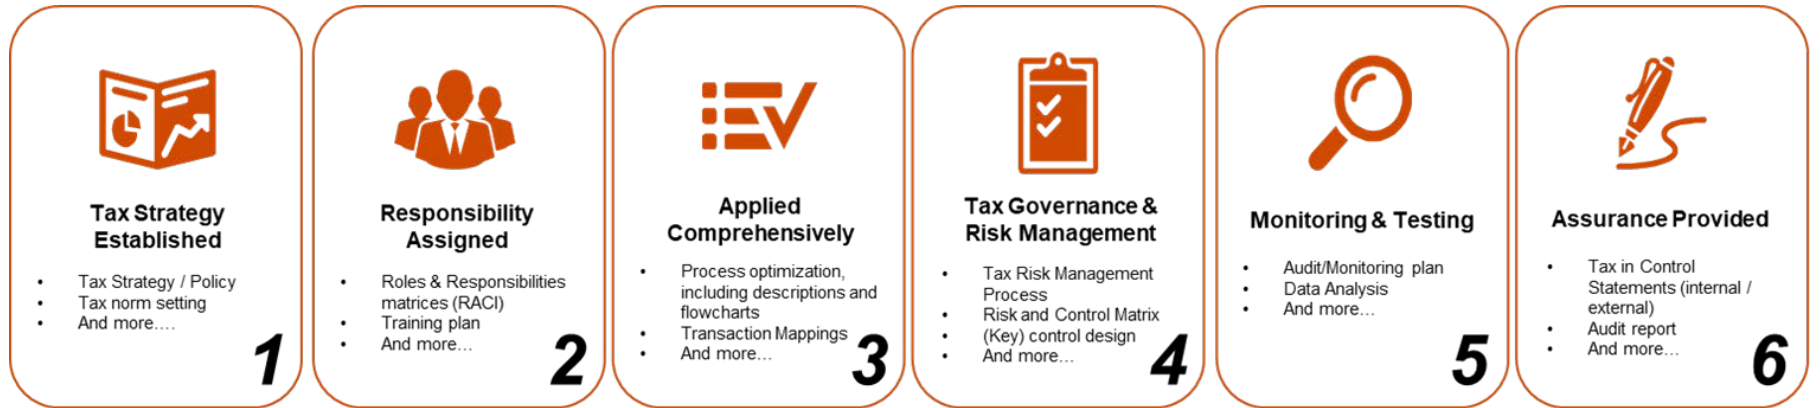 Tax Strategy
Established
• Tax Strategy / Policy
• Tax norm setting
• And more….
1
Responsibility
Assigned
• Roles & Responsibilities
matrices (RACI)
• Training plan
• And more…
2
Applied
Comprehensively
• Process optimization,
including descriptions and
flowcharts
• Transaction Mappings
• And more…
3
Tax Governance &
Risk Management
• Tax Risk Management
Process
• Risk and Control Matrix
• (Key) control design
• And more…
4
Monitoring & Testing
• Audit/Monitoring plan
• Data Analysis
• And more…
5
Assurance Provided
• Tax in Control
Statements (internal /
external)
• Audit report
• And more…
6